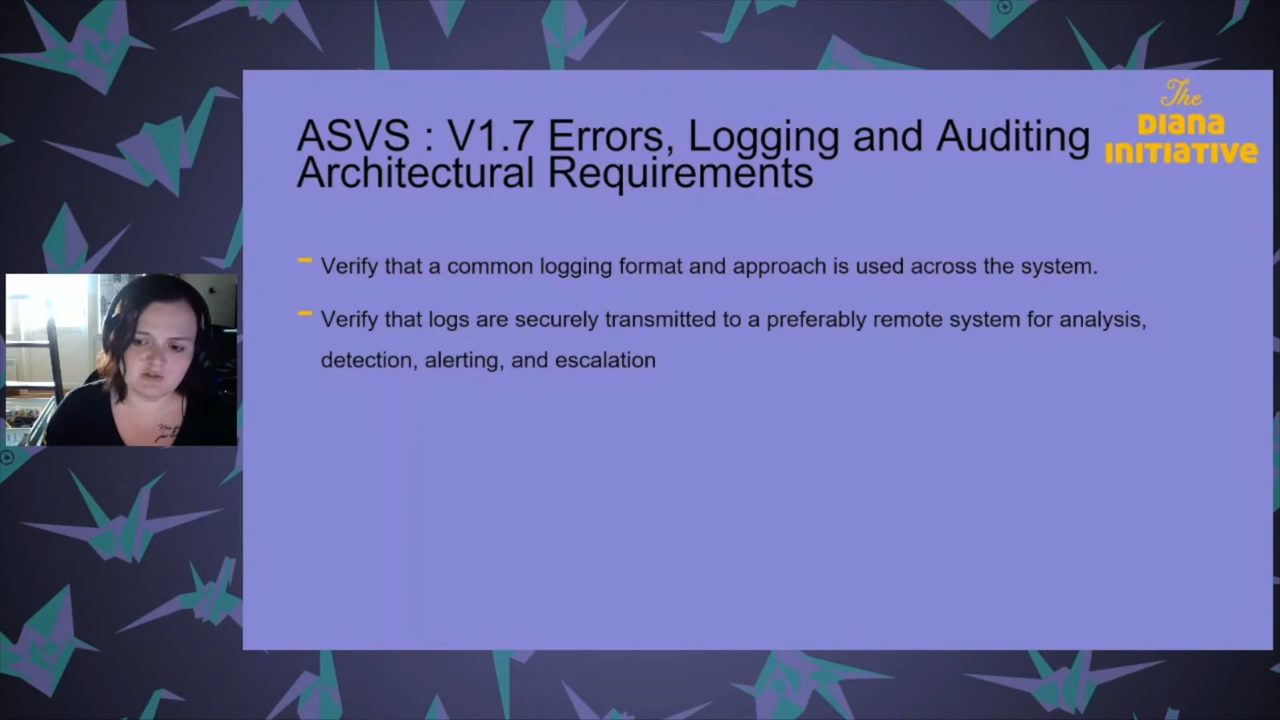 The
DIANA
INITIATIVE
ASVS : V1.7 Errors, Logging and Auditing
Architectural Requirements
Verify that a common logging format and approach is used across the system.
Verify that logs are securely transmitted to a preferably remote system for analysis,
detection, alerting, and escalation